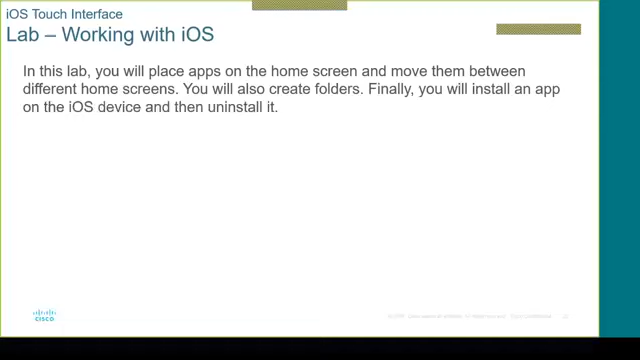 iOS Touch Interface
Lab – Working with iOS
In this lab, you will place apps on the home screen and move them between
different home screens. You will also create folders. Finally, you will install an app
on the iOS device and then uninstall it.
CISCO